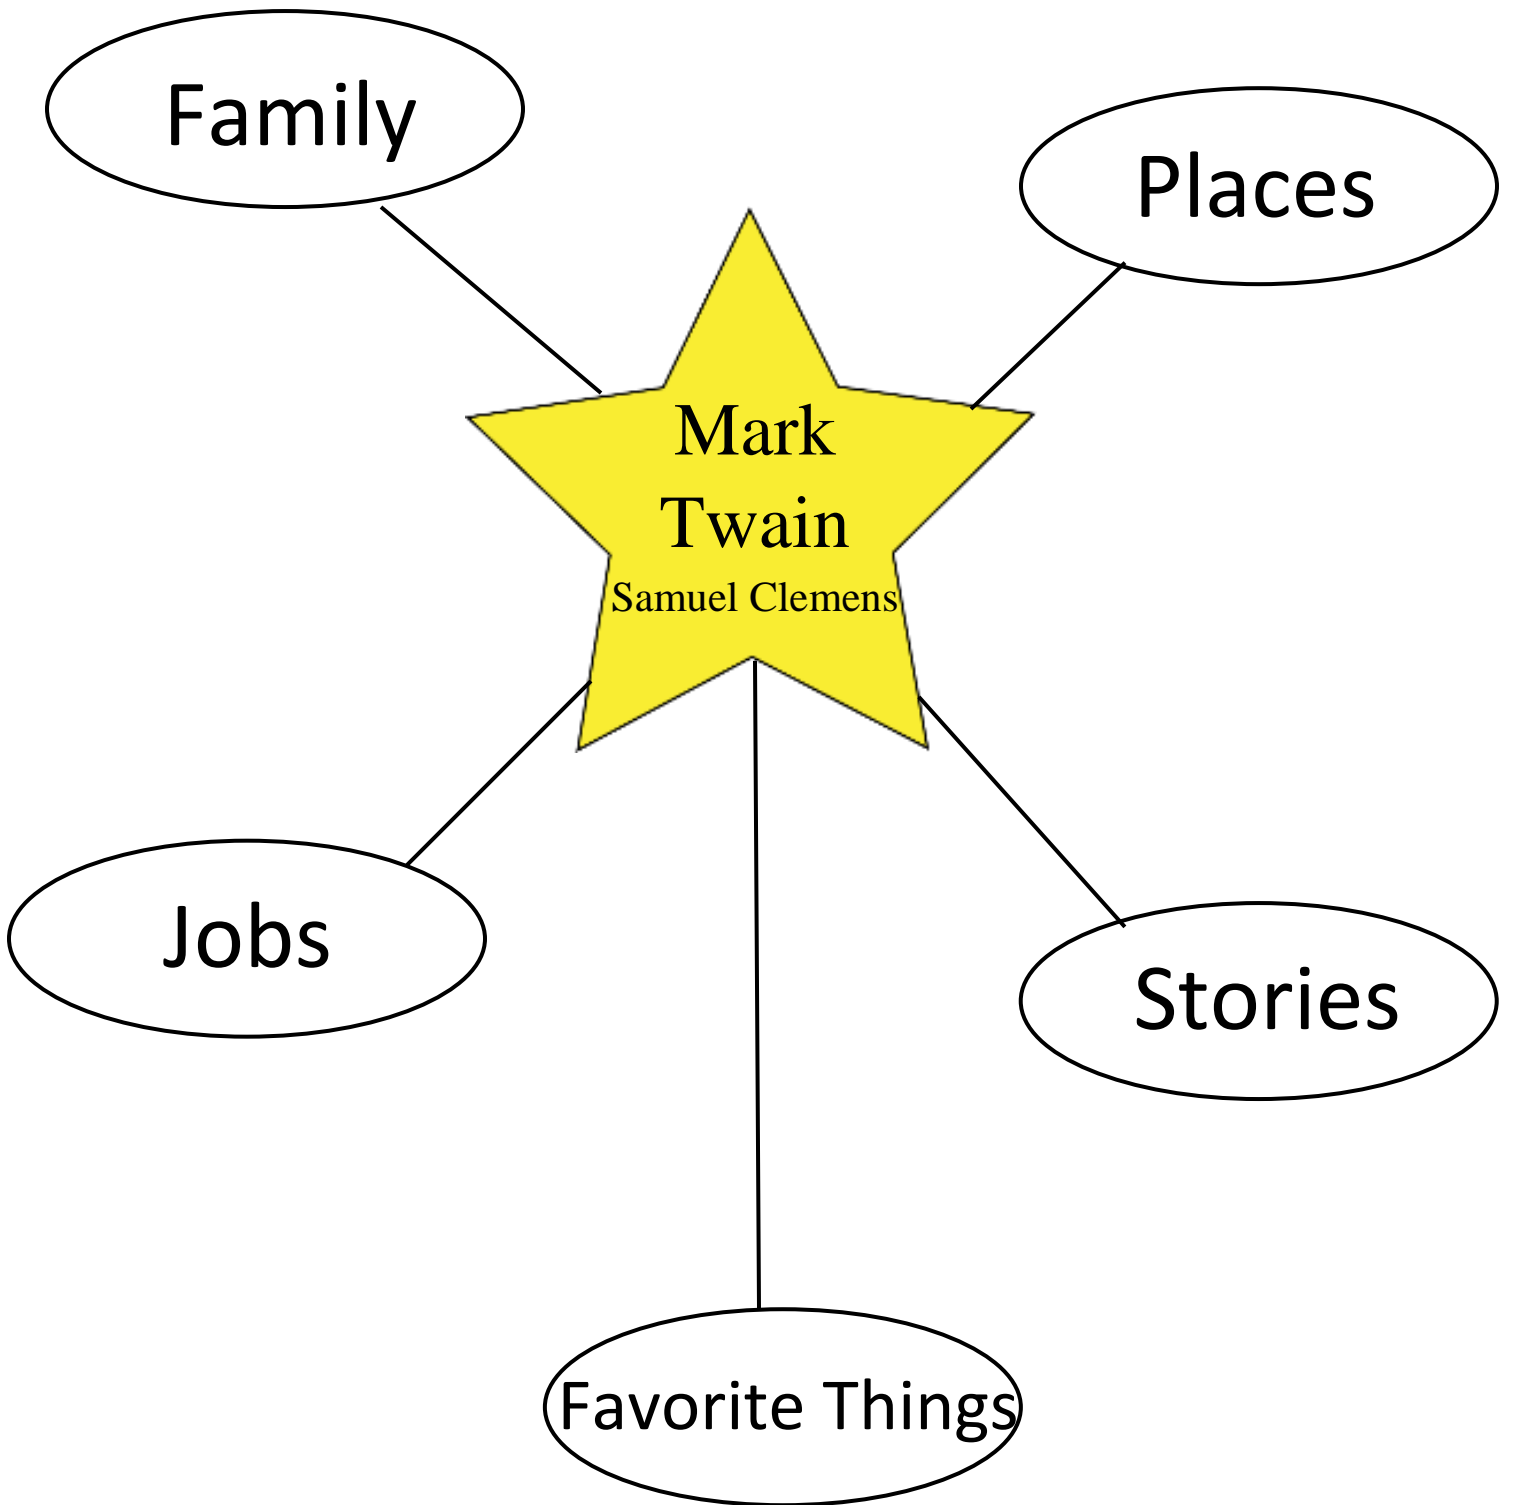 Family
Places
Mark
Twain
Samuel Clemens
Jobs
Stories
Favorite Things